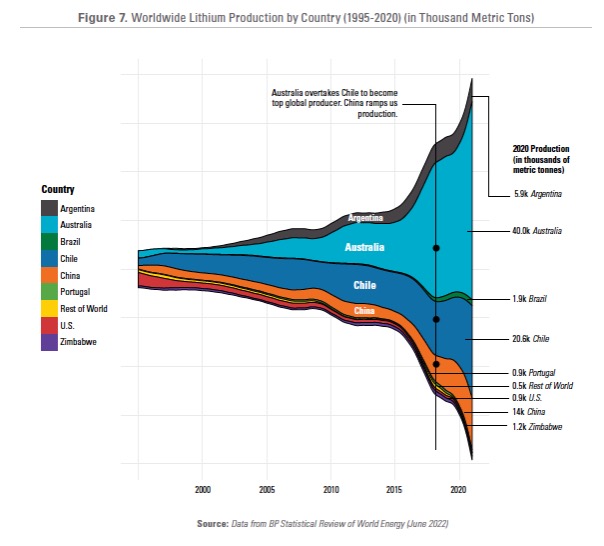 Figure 7. Worldwide Lithium Production by Country (1995-2020) (in Thousand Metric Tons)
Australia overtakes Chile to become
top global producer. China ramps us
production.
2020 Production
(in thousands of
metric tonnes)
5.9k Argentina
40.0k Australia
1.9k Brazil
20.6k Chile
0.9k Portugal
0.5k Rest of World
0.9k U.S.
14k China
1.2k Zimbabwe
Country
Argentina
Australia
Brazil
Chile
China
Portugal
Rest of World
U.S.
Zimbabwe
Argentina
Australia
Chile
China
2000 2005 2010 2015 2020
Source: Data from BP Statistical Review of World Energy (June 2022)